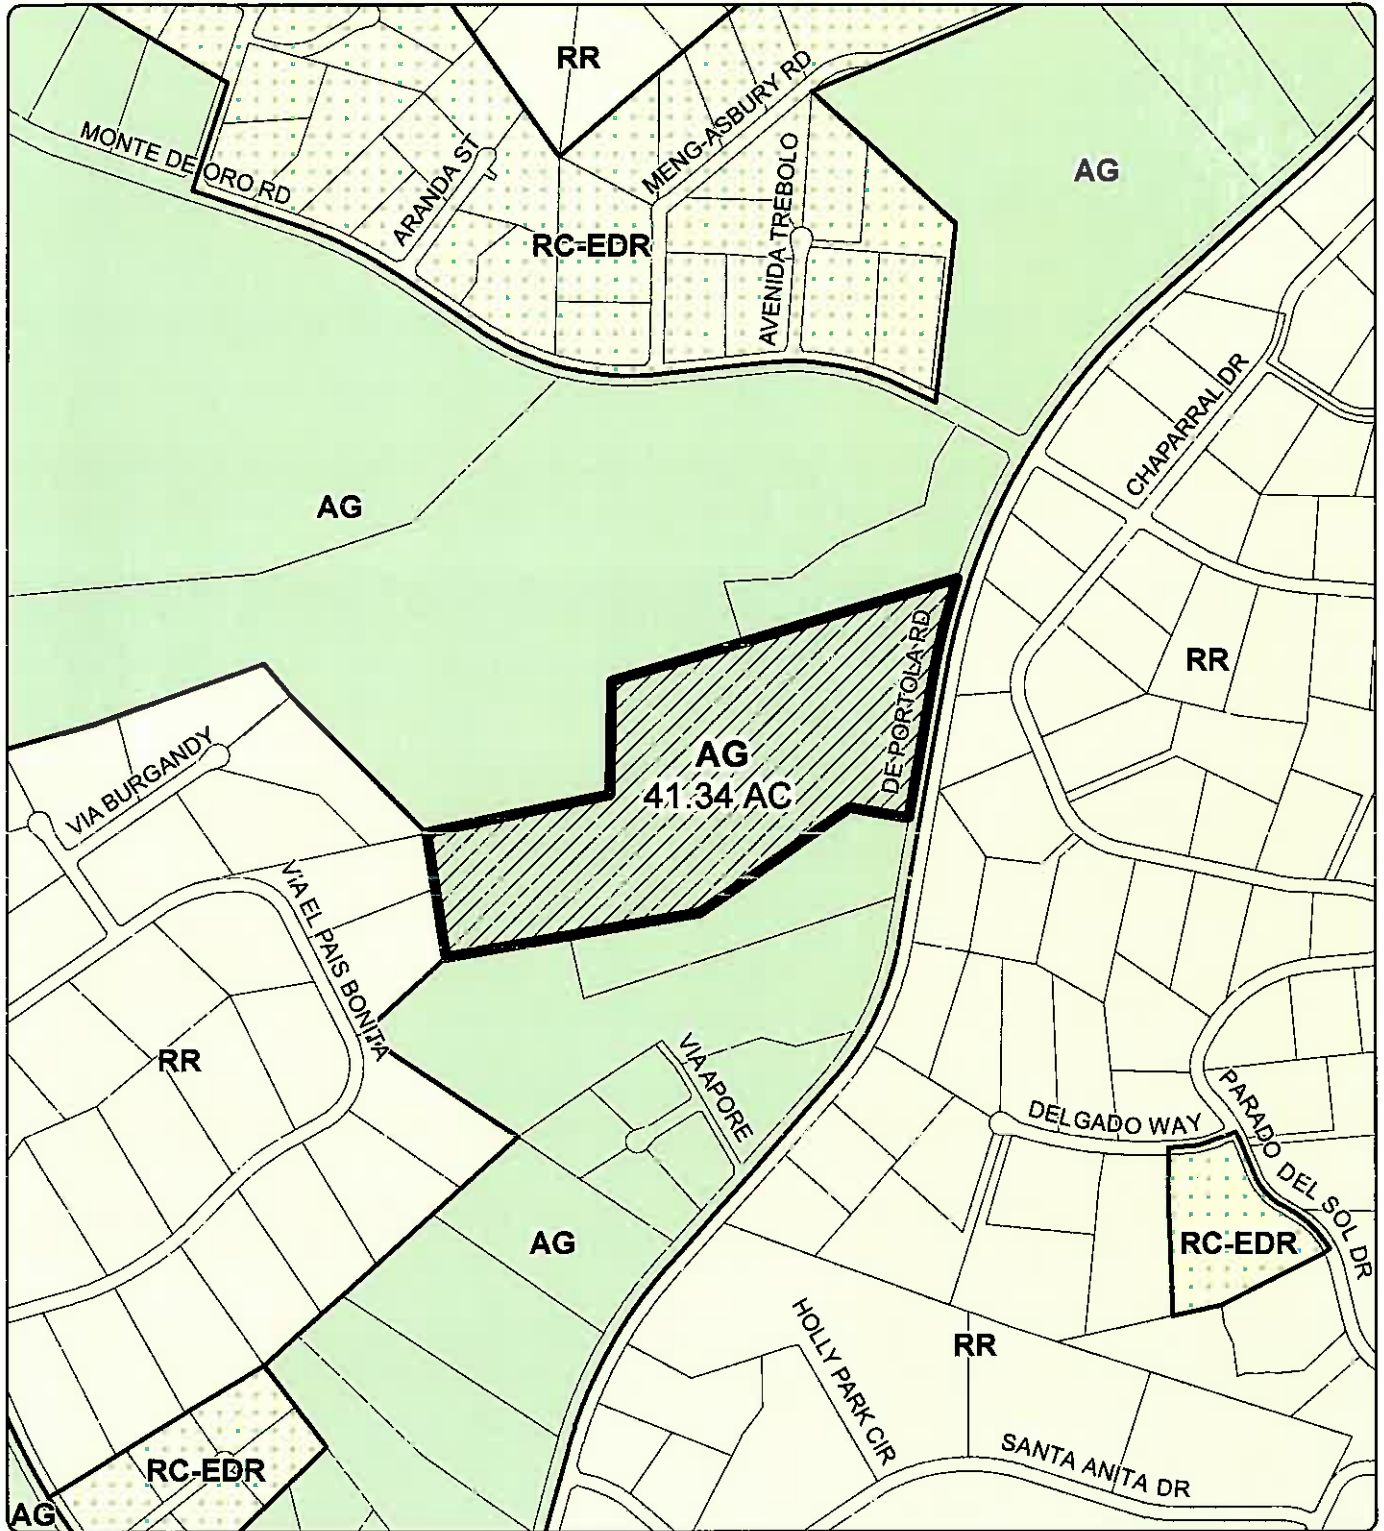 RR
MENG-ASBURY RD
MONTE DE ORO RD
ARANDA ST
AVENIDA TREBOLO
AG
RC-EDR
CHAPARRAL DR
AG
RR
DE PORTOLA RD
AG
41.34 AC
VIA BURGANDY
VIA EL PAIS BONITA
RR
VIA APORE
DELGADO WAY
PARADO DEL SOL DR
AG
RC-EDR
HOLLY PARK CIR
RR
SANTA ANITA DR
RC-EDR
AG